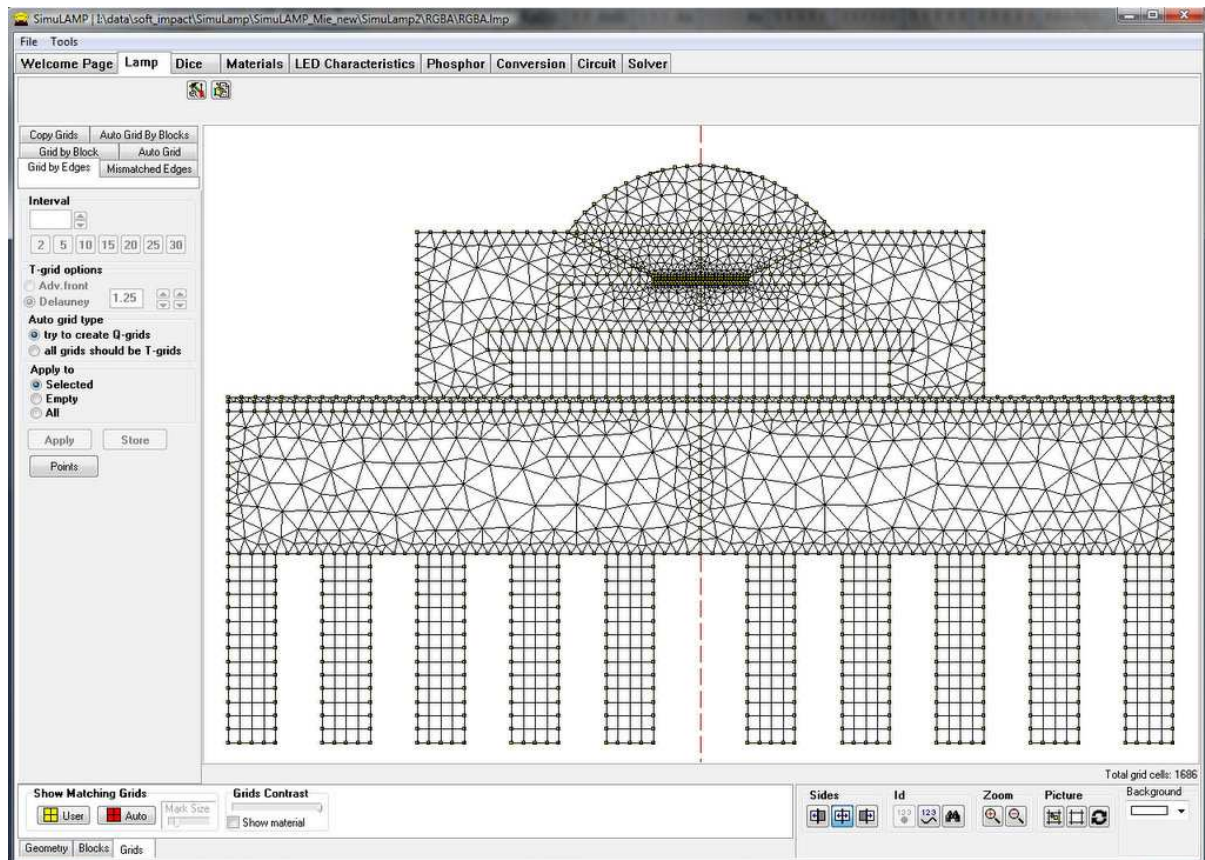 SimuLAMP | I:\data\soft_impact\SimuLamp\SimuLAMP_Mie_new\SimuLamp2\RGBA\RGBA.lmp
File Tools
Welcome Page Lamp Dice Materials LED Characteristics Phosphor Conversion Circuit Solver
Copy Grids Auto Grid By Blocks
Grid by Block Auto Grid
Grid by Edges Mismatched Edges
Interval
2 5 10 15 20 25 30
T-grid options
Adv.front
Delauney 1.25
Auto grid type
try to create Q-grids
all grids should be T-grids
Apply to
Selected
Empty
All
Apply Store
Points
Total grid cells: 1686
Show Matching Grids Grids Contrast Sides Id Zoom Picture Background
User Auto Mark Size
Show material
123 123
Geometry Blocks Grids